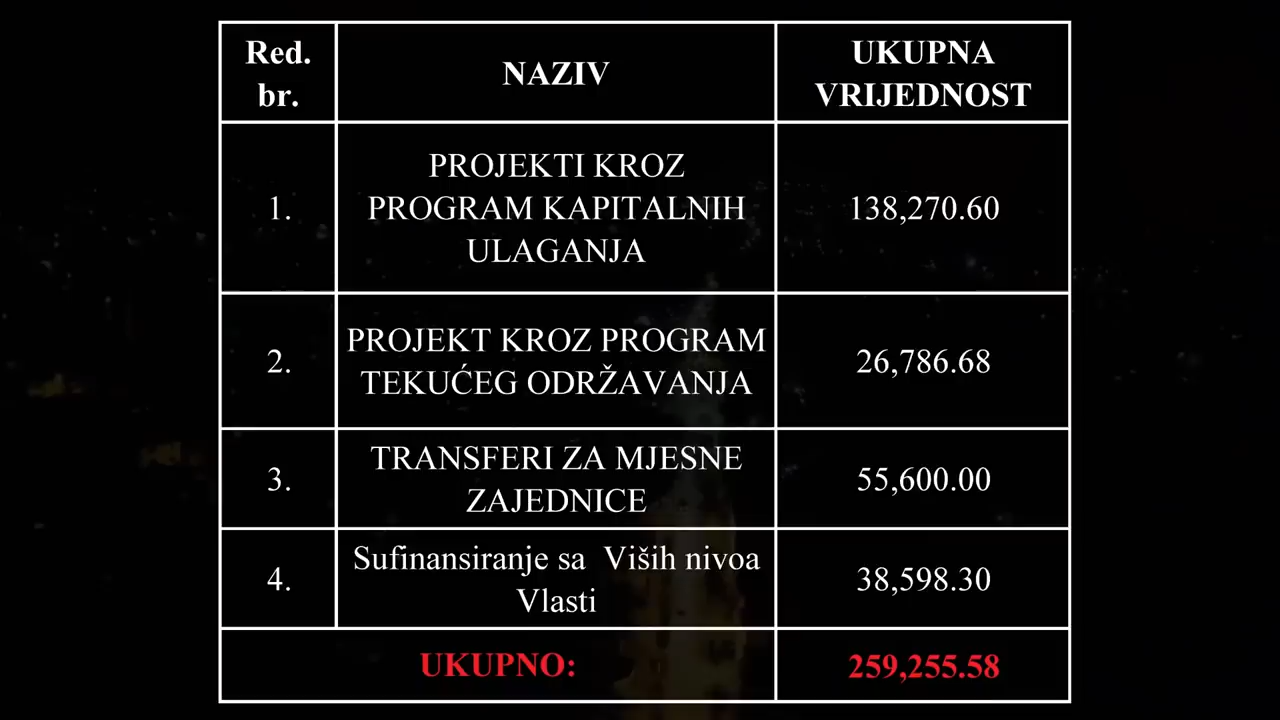 Red.
br.
NAZIV
UKUPNA
VRIJEDNOST
1.
PROJEKTI KROZ
PROGRAM KAPITALNIH
ULAGANJA
138,270.60
2.
PROJEKT KROZ PROGRAM
TEKUĆEG ODRŽAVANJA
26,786.68
3.
TRANSFERI ZA MJESNE
ZAJEDNICE
55,600.00
4.
Sufinansiranje sa  Viših nivoa
Vlasti
38,598.30
UKUPNO:
259,255.58